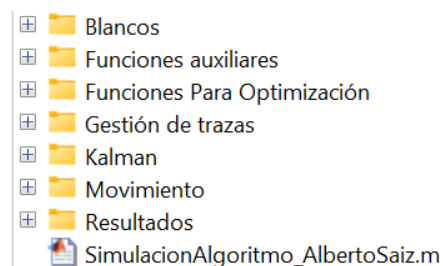 Blancos
Funciones auxiliares
Funciones Para Optimización
Gestión de trazas
Kalman
Movimiento
Resultados
SimulacionAlgoritmo_AlbertoSaiz.m